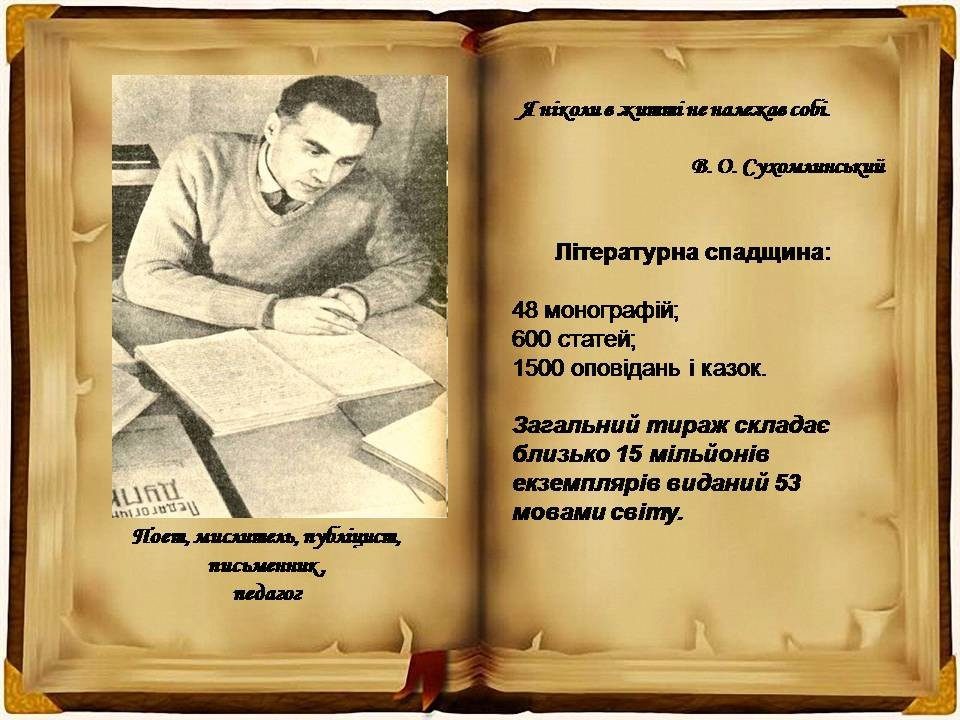 Поет, мислитель, публіцист,
письменник,
педагог
Я ніколи в житті не належав собі.
В. О. Сухомлинський
Літературна спадщина:
48 монографій;
600 статей;
1500 оповідань і казок.
Загальний тираж складає
близько 15 мільйонів
екземплярів виданий 53
мовами світу.